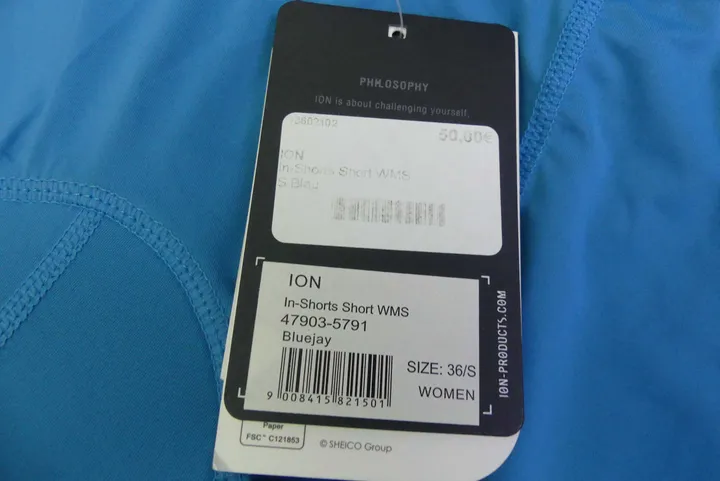 PHILOSOPHY
ION is about challenging yourself.
50.00€
ION
In-Shorts Short WMS
S Blau
ION
In-Shorts Short WMS
47903-5791
Bluejay
SIZE: 36/S
WOMEN
9 008415 821501
ION-PRODUCTS.COM
Paper
FSC™ C121853
© SHEICO Group